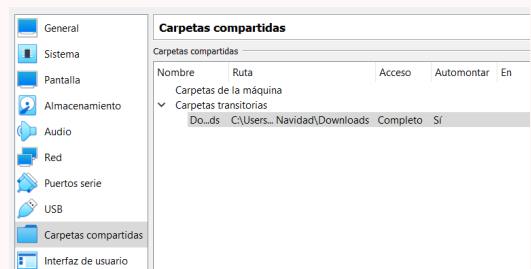 General
Sistema
Pantalla
Almacenamiento
Audio
Red
Puertos serie
USB
Carpetas compartidas
Interfaz de usuario
Carpetas compartidas
Carpetas compartidas
Nombre Ruta Acceso Automontar En
Carpetas de la máquina
Carpetas transitorias
Do...ds C:\Users... Navidad\Downloads Completo Sí